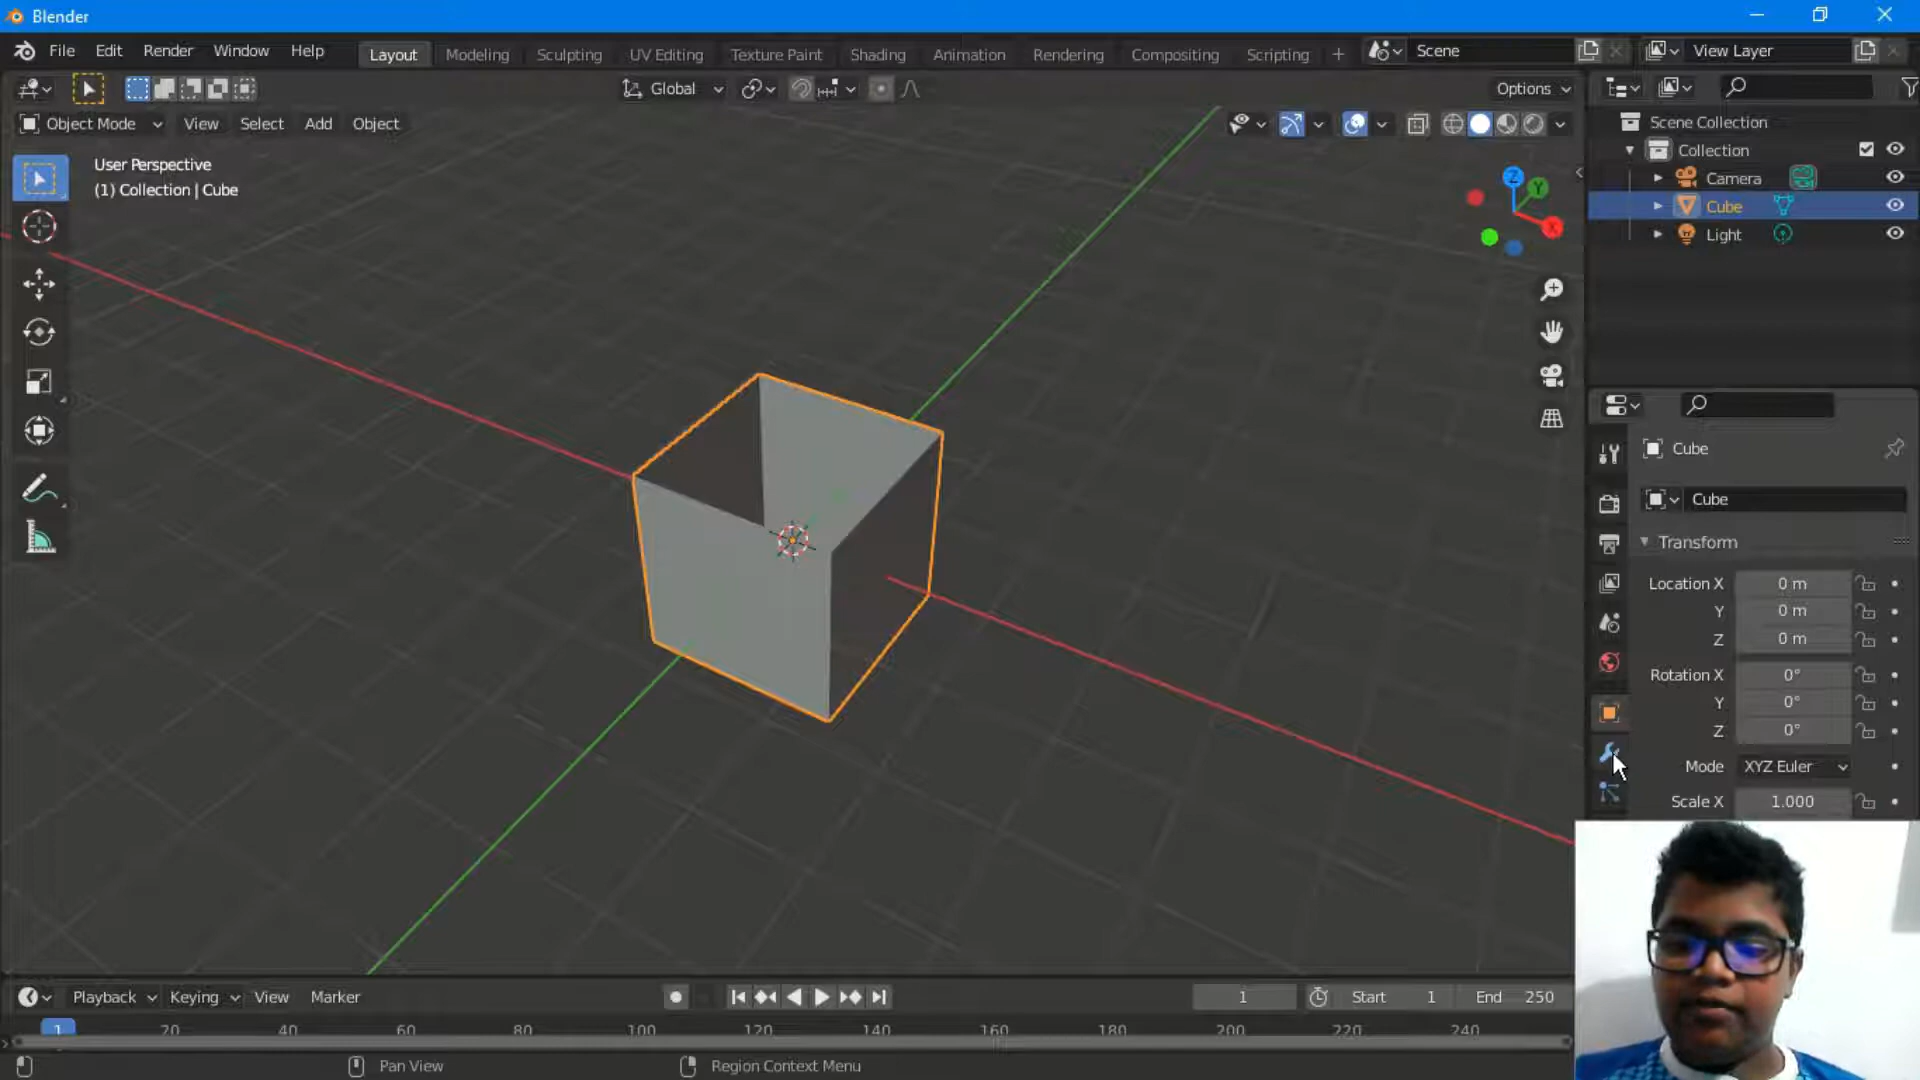 Blender
File Edit Render Window Help Layout Modeling Sculpting UV Editing Texture Paint Shading Animation Rendering Compositing Scripting + Scene View Layer
Global Options
Object Mode View Select Add Object
User Perspective
(1) Collection | Cube
Z
Y
X
Scene Collection
Collection
Camera
Cube
Light
Cube
Cube
Transform
Location X 0 m
Y 0 m
Z 0 m
Rotation X 0°
Y 0°
Z 0°
Mode XYZ Euler
Scale X 1.000
Playback Keying View Marker 1 Start 1 End 250
1 20 40 60 80 100 120 140 160 180 200 220 240
Pan View Region Context Menu